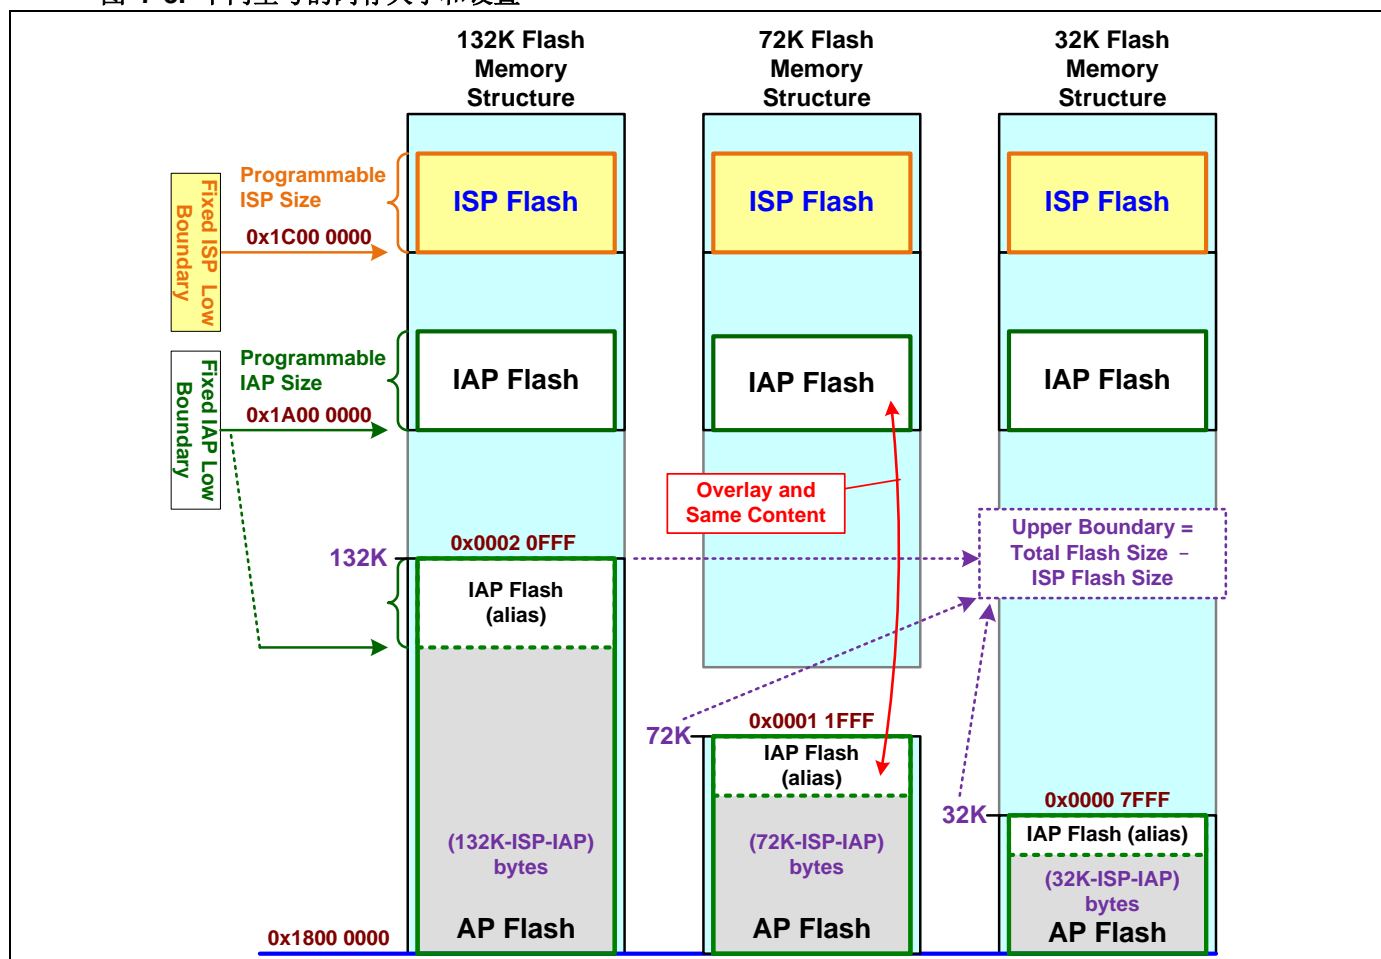 132K Flash
Memory
Structure
72K Flash
Memory
Structure
32K Flash
Memory
Structure
Fixed ISP Low
Boundary
Programmable
ISP Size
0x1C00 0000
ISP Flash
ISP Flash
ISP Flash
Fixed IAP Low
Boundary
Programmable
IAP Size
0x1A00 0000
IAP Flash
IAP Flash
IAP Flash
Overlay and
Same Content
Upper Boundary =
Total Flash Size -
ISP Flash Size
132K
0x0002 0FFF
IAP Flash
(alias)
72K
0x0001 1FFF
IAP Flash
(alias)
32K
0x0000 7FFF
IAP Flash (alias)
(132K-ISP-IAP)
bytes
(72K-ISP-IAP)
bytes
(32K-ISP-IAP)
bytes
AP Flash
AP Flash
AP Flash
0x1800 0000